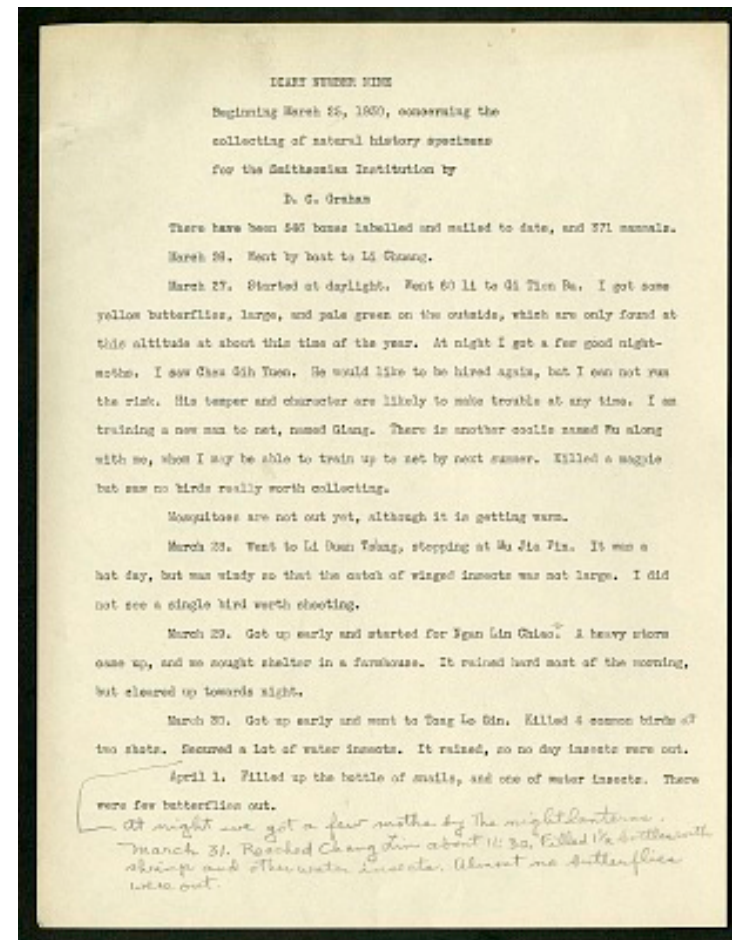 DIARY NUMBER NINE
Beginning March 25, 1930, concerning the
collecting of natural history specimens
for the Smithsonian Institution by
D. C. Graham
There have been 546 boxes labelled and mailed to date, and 371 mammals.
March 26. Went by boat to Li Chuang.
March 27. Started at daylight. Went 60 li to Gi Tien Ba. I got some
yellow butterflies, large, and pale green on the outside, which are only found at
this altitude at about this time of the year. At night I got a few good night-
moths. I saw Chen Gih Yuen. He would like to be hired again, but I can not run
the risk. His temper and character are likely to make trouble at any time. I am
training a new man to net, named Giang. There is another coolie named Wu along
with me, whom I may be able to train up to net by next summer. Killed a magpie
but saw no birds really worth collecting.
Mosquitoes are not out yet, although it is getting warm.
March 28. Went to Li Duan Tsang, stopping at Mu Jia Pin. It was a
hot day, but was windy so that the catch of winged insects was not large. I did
not see a single bird worth shooting.
March 29. Got up early and started for Ngan Lin Chiao. A heavy storm
came up, and we sought shelter in a farmhouse. It rained hard most of the morning,
but cleared up towards night.
March 30. Got up early and went to Tong Lo Gin. Killed 4 common birds at
two shots. Secured a lot of water insects. It rained, so no day insects were out.
April 1. Filled up the bottle of snails, and one of water insects. There
were few butterflies out.
At night we got a few moths by the night lanterns.
March 31. Reached Chang Lin about 11:30. Filled 1½ bottles with
shrimp and other water insects. Almost no butterflies
were out.